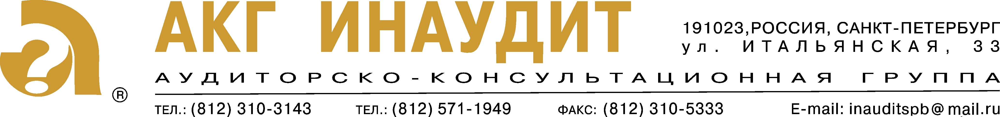 АКГ ИНАУДИТ
191023,РОССИЯ, САНКТ-ПЕТЕРБУРГ
ул. ИТАЛЬЯНСКАЯ, 33
АУДИТОРСКО-КОНСУЛЬТАЦИОННАЯ ГРУППА
®
ТЕЛ.: (812) 310-3143 ТЕЛ.: (812) 571-1949 ФАКС: (812) 310-5333 E-mail: inauditspb@mail.ru